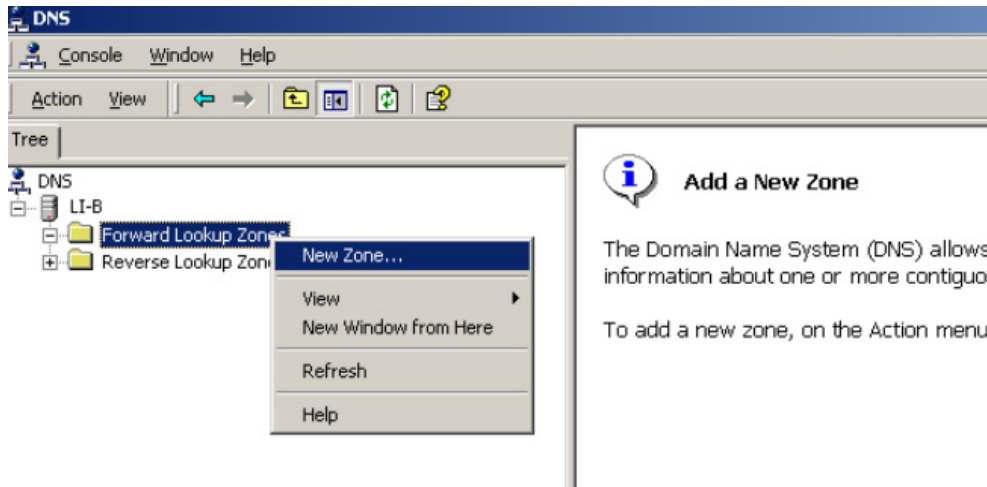 DNS
Console Window Help
Action View
Tree
DNS
LI-B
Forward Lookup Zones
Reverse Lookup Zon
New Zone...
View
New Window from Here
Refresh
Help
Add a New Zone
The Domain Name System (DNS) allows
information about one or more contiguo
To add a new zone, on the Action menu